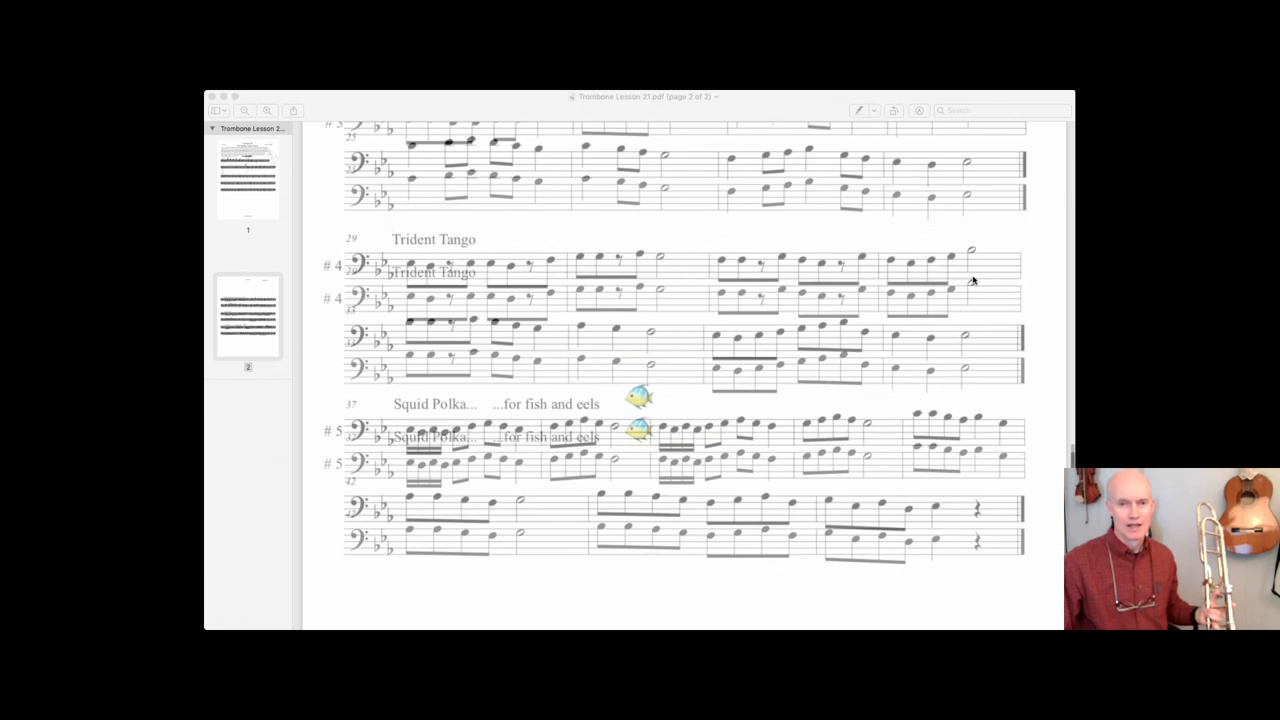 Trombone Lesson 21.pdf (page 2 of 2)
Search
Trombone Lesson 2...
1
2
# 3
25
29
Trident Tango
# 4
Trident Tango
# 4
33
37
Squid Polka... ...for fish and eels
# 5
Squid Polka... ...for fish and eels
# 5
42